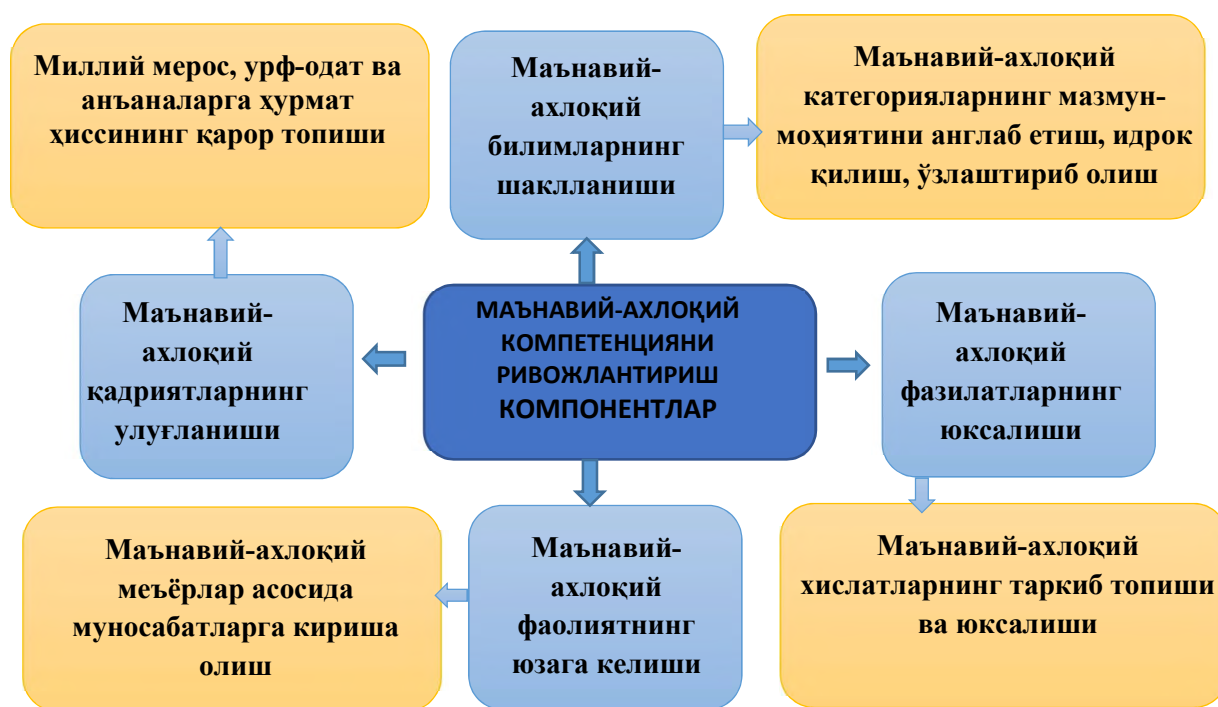 Миллий мерос, урф-одат ва
анъаналарга ҳурмат
ҳиссининг қарор топиши
Маънавий-
ахлоқий
билимларнинг
шаклланиши
Маънавий-ахлоқий
категорияларнинг мазмун-
моҳиятини англаб етиш, идрок
қилиш, ўзлаштириб олиш
Маънавий-
ахлоқий
қадриятларнинг
улуғланиши
МАЪНАВИЙ-АХЛОҚИЙ
КОМПЕТЕНЦИЯНИ
РИВОЖЛАНТИРИШ
КОМПОНЕНТЛАР
Маънавий-
ахлоқий
фазилатларнинг
юксалиши
Маънавий-ахлоқий
меъёрлар асосида
муносабатларга кириша
олиш
Маънавий-
ахлоқий
фаолиятнинг
юзага келиши
Маънавий-ахлоқий
хислатларнинг таркиб топиши
ва юксалиши